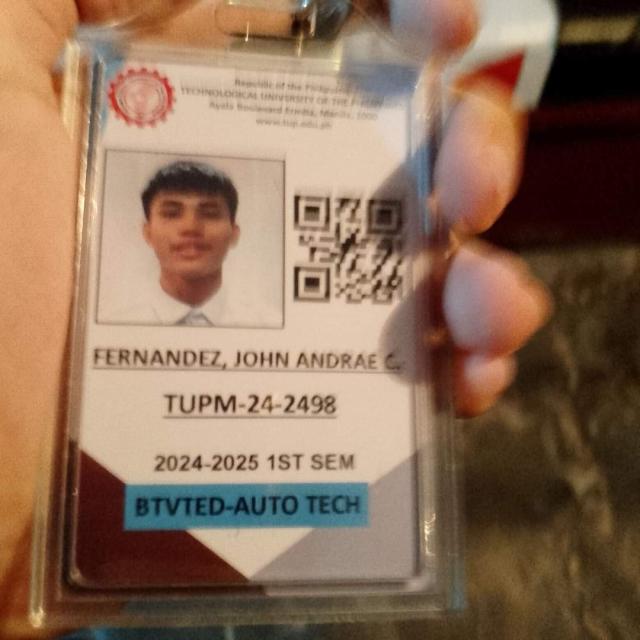 Republic of the Philippines
TECHNOLOGICAL UNIVERSITY OF THE
Ayala Boulevard Ermita, Manila, 1000
www.tup.edu.ph
FERNANDEZ, JOHN ANDRAE C.
TUPM-24-2498
2024-2025 1ST SEM
BTVTED-AUTO TECH